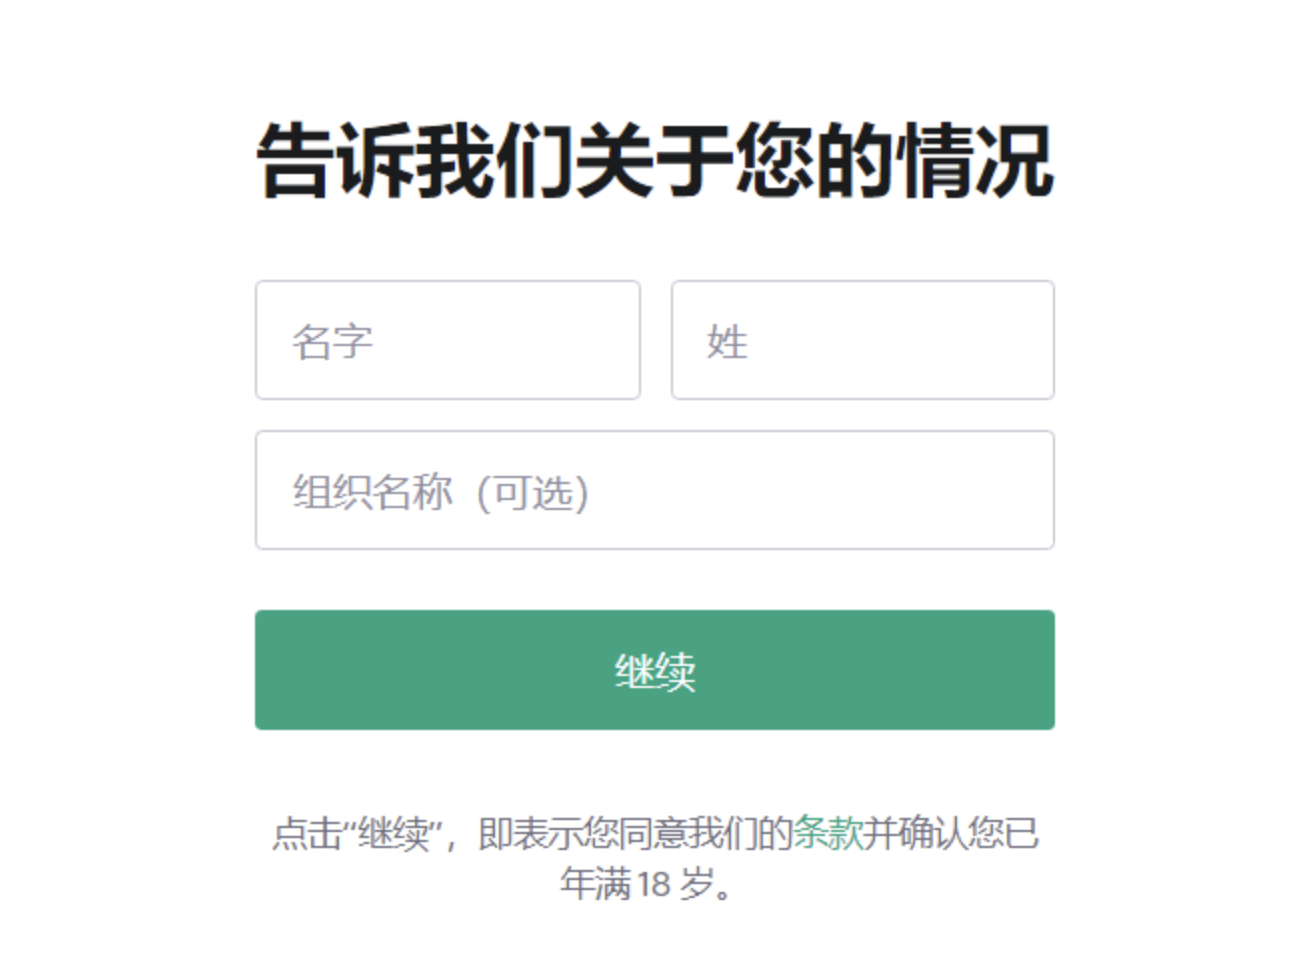 告诉我们关于您的情况
名字 姓
组织名称（可选）
继续
点击“继续”，即表示您同意我们的条款并确认您已
年满 18 岁。